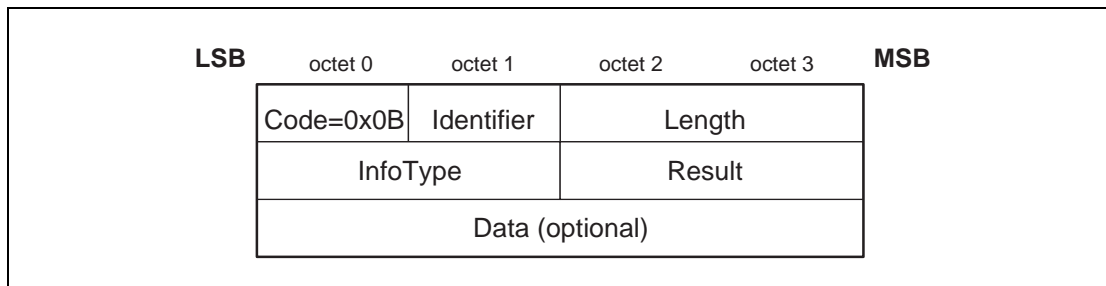 LSB octet 0 octet 1 octet 2 octet 3 MSB
Code=0x0B Identifier Length
InfoType Result
Data (optional)